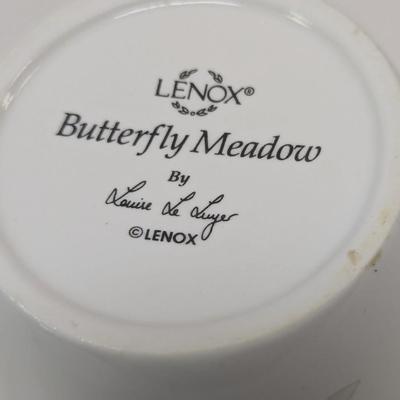 LENOX®
Butterfly Meadow
By
Louise Le Luyer
©LENOX